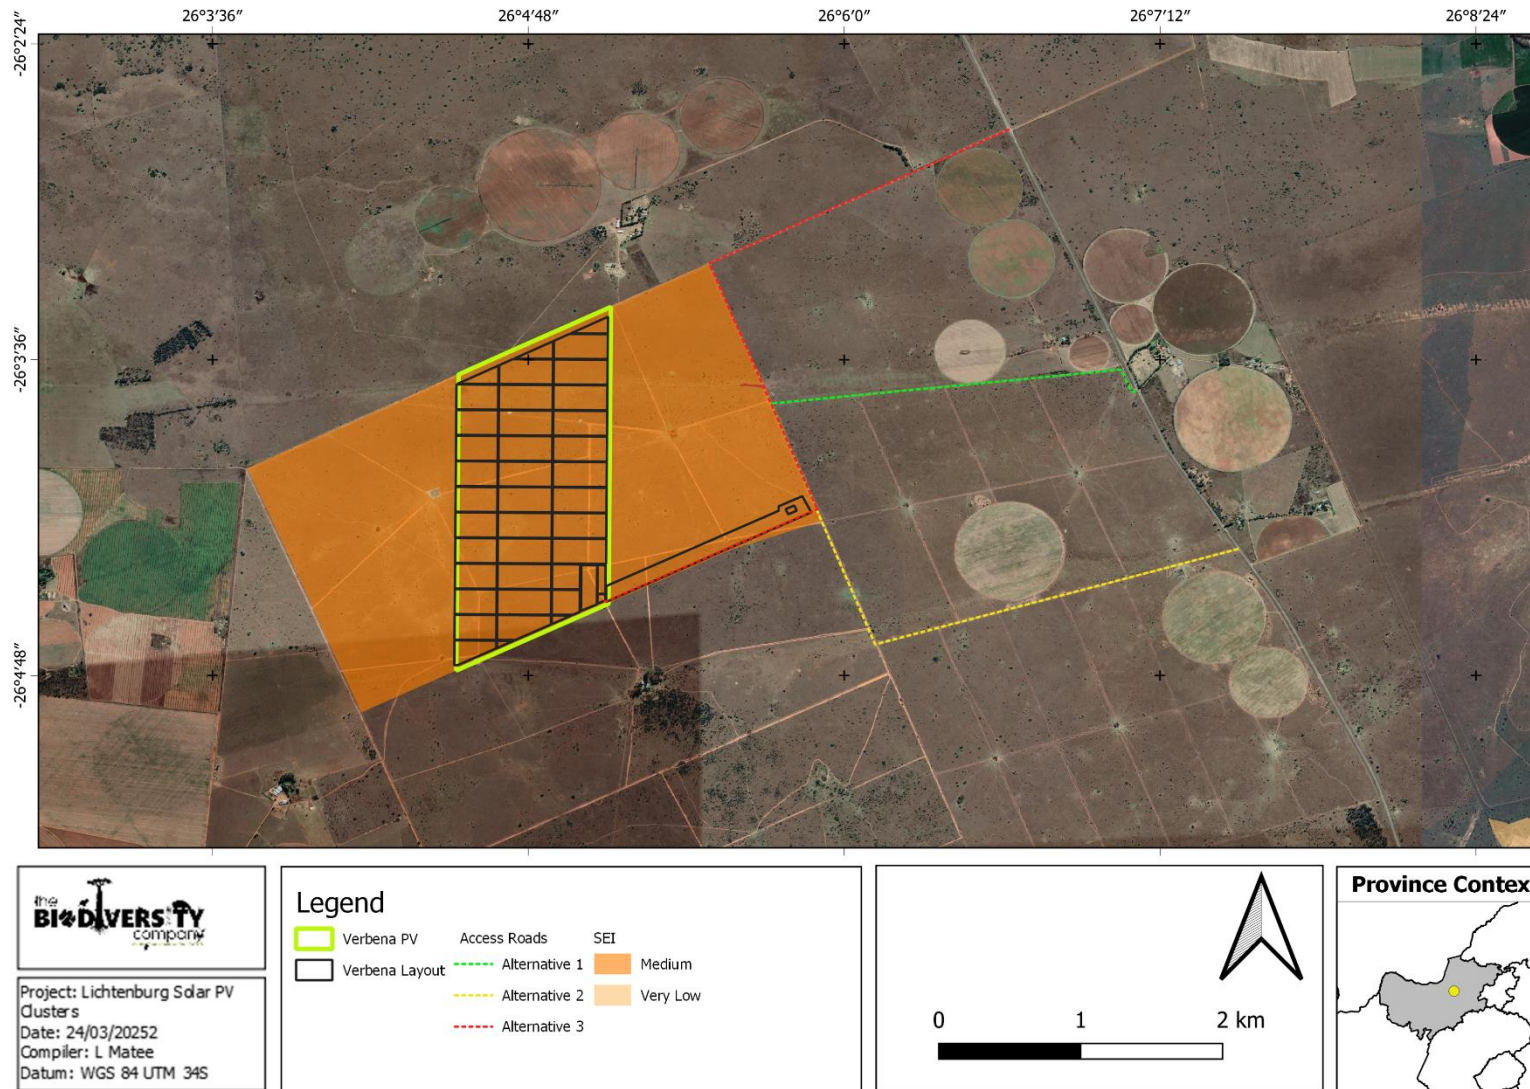 26°3′36″ 26°4′48″ 26°6′0″ 26°7′12″ 26°8′24″
-26°2′24″
-26°3′36″
-26°4′48″
the
BIODIVERSITY
company
Project: Lichtenburg Solar PV
Clusters
Date: 24/03/20252
Compiler: L Matee
Datum: WGS 84 UTM 34S
Legend
Verbena PV
Verbena Layout
Access Roads
Alternative 1
Alternative 2
Alternative 3
SEI
Medium
Very Low
0 1 2 km
Province Contex